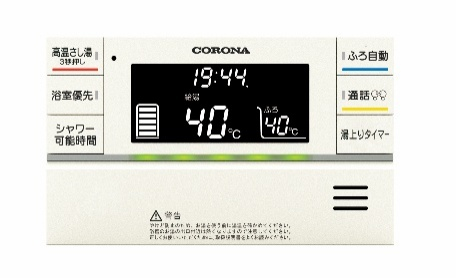 高温さし湯
3秒押し
浴室優先
シャワー
可能時間
CORONA
19:44
給湯
40℃
ふろ
40℃
ふろ自動
通話
湯上りタイマー
警告